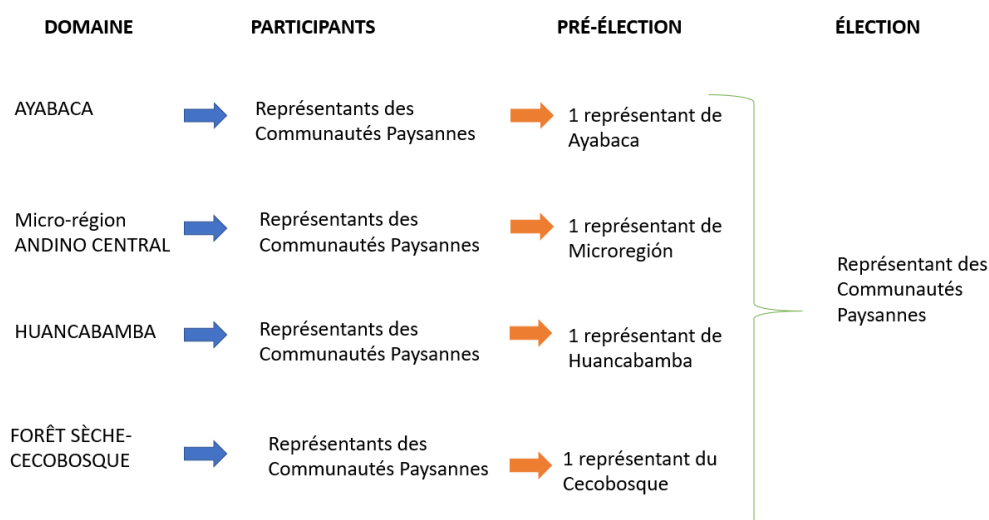 DOMAINE
PARTICIPANTS
PRÉ-ÉLECTION
ÉLECTION
AYABACA
Représentants des
Communautés Paysannes
1 représentant de
Ayabaca
Micro-région
ANDINO CENTRAL
Représentants des
Communautés Paysannes
1 représentant de
Microregión
HUANCABAMBA
Représentants des
Communautés Paysannes
1 représentant de
Huancabamba
FORÊT SÈCHE-
CECOBOSQUE
Représentants des
Communautés Paysannes
1 représentant du
Cecobosque
Représentant des
Communautés
Paysannes